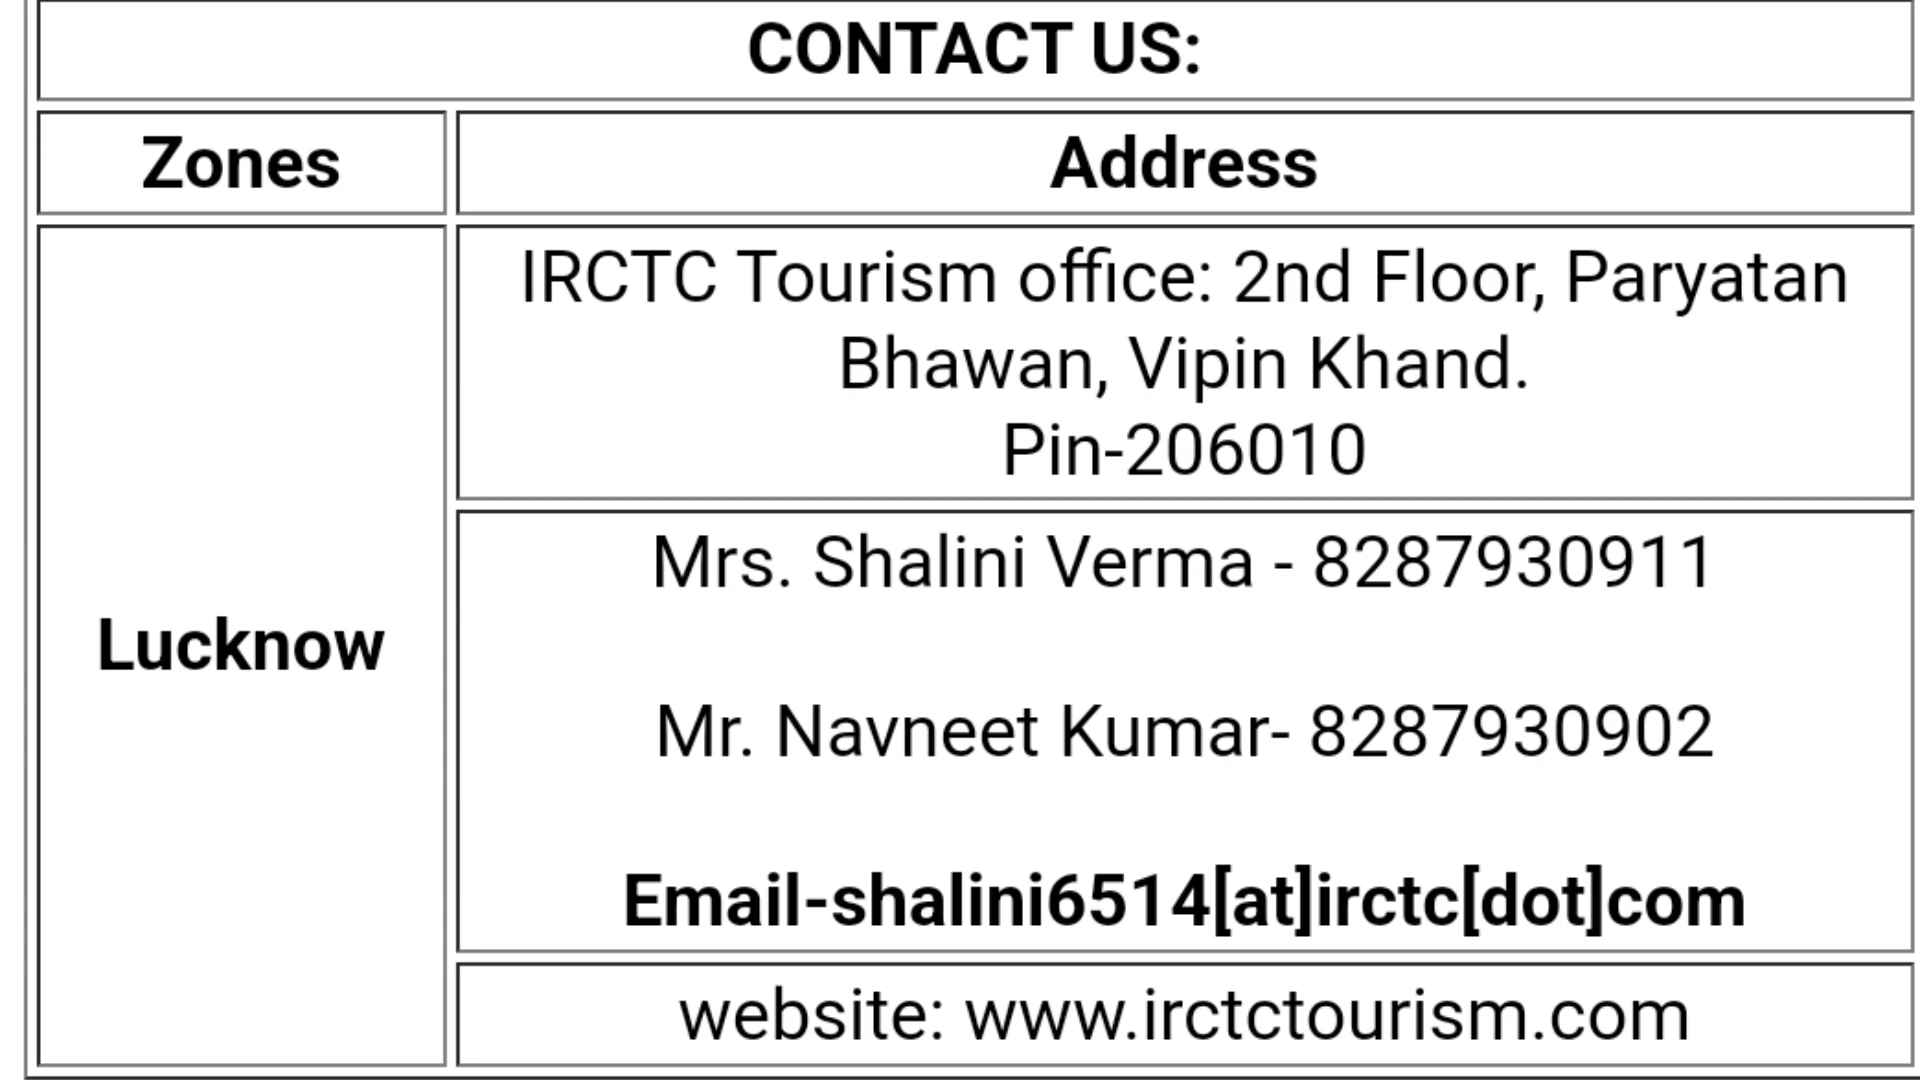 CONTACT US:
Zones
Address
Lucknow
IRCTC Tourism office: 2nd Floor, Paryatan
Bhawan, Vipin Khand.
Pin-206010
Mrs. Shalini Verma - 8287930911
Mr. Navneet Kumar- 8287930902
Email-shalini6514[at]irctc[dot]com
website: www.irctctourism.com